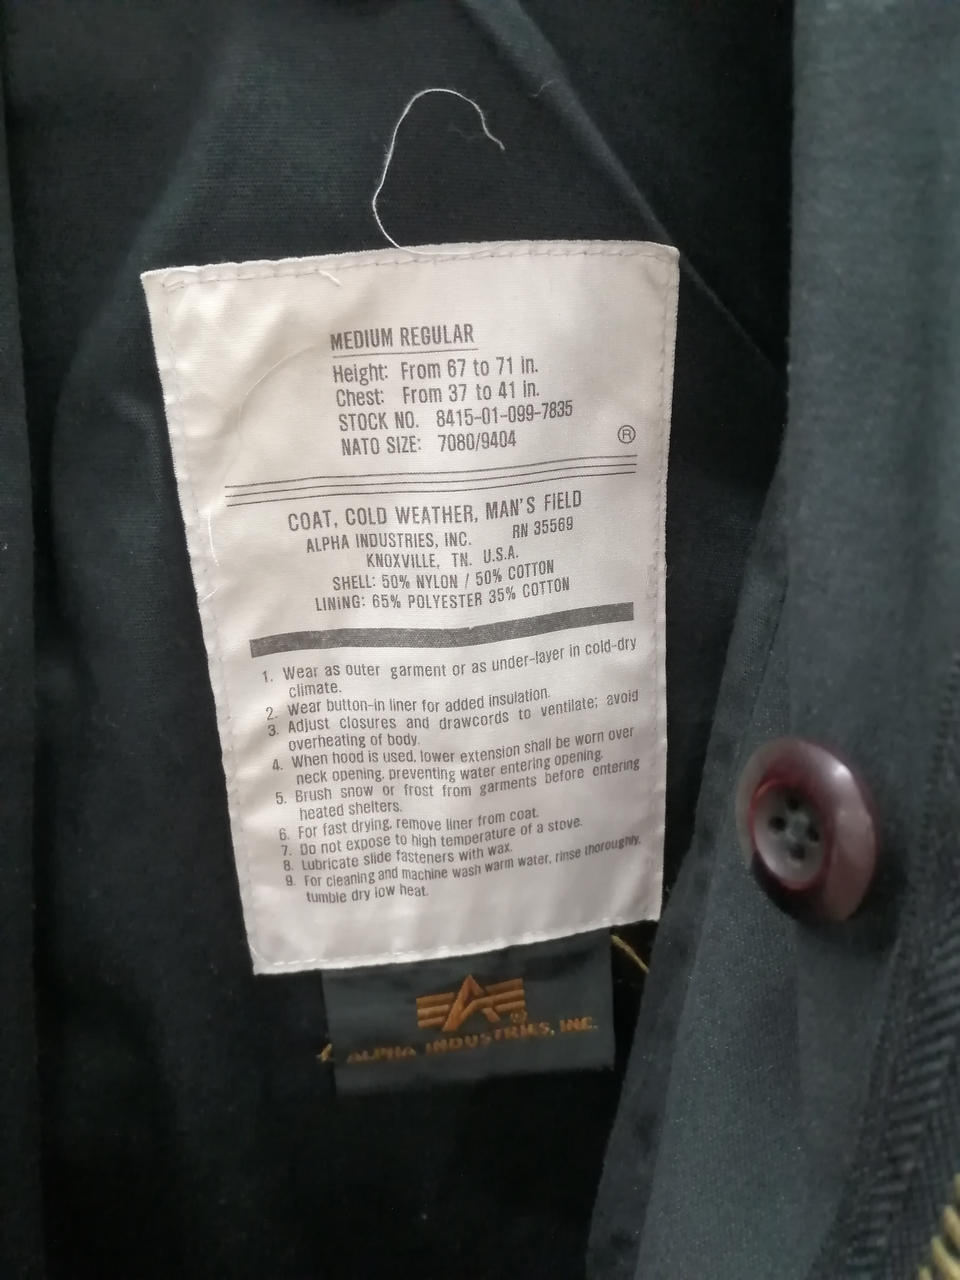 MEDIUM REGULAR
Height: From 67 to 71 in.
Chest: From 37 to 41 in.
STOCK NO. 8415-01-099-7835
NATO SIZE: 7080/9404
®
COAT, COLD WEATHER, MAN'S FIELD
ALPHA INDUSTRIES, INC. RN 35569
KNOXVILLE, TN. U.S.A.
SHELL: 50% NYLON / 50% COTTON
LINING: 65% POLYESTER 35% COTTON
1. Wear as outer garment or as under-layer in cold-dry
climate.
2. Wear button-in liner for added insulation.
3. Adjust closures and drawcords to ventilate; avoid
overheating of body.
4. When hood is used, lower extension shall be worn over
neck opening, preventing water entering opening.
5. Brush snow or frost from garments before entering
heated shelters.
6. For fast drying, remove liner from coat.
7. Do not expose to high temperature of a stove.
8. Lubricate slide fasteners with wax.
9. For cleaning and machine wash warm water, rinse thoroughly,
tumble dry low heat.
ALPHA INDUSTRIES, INC.